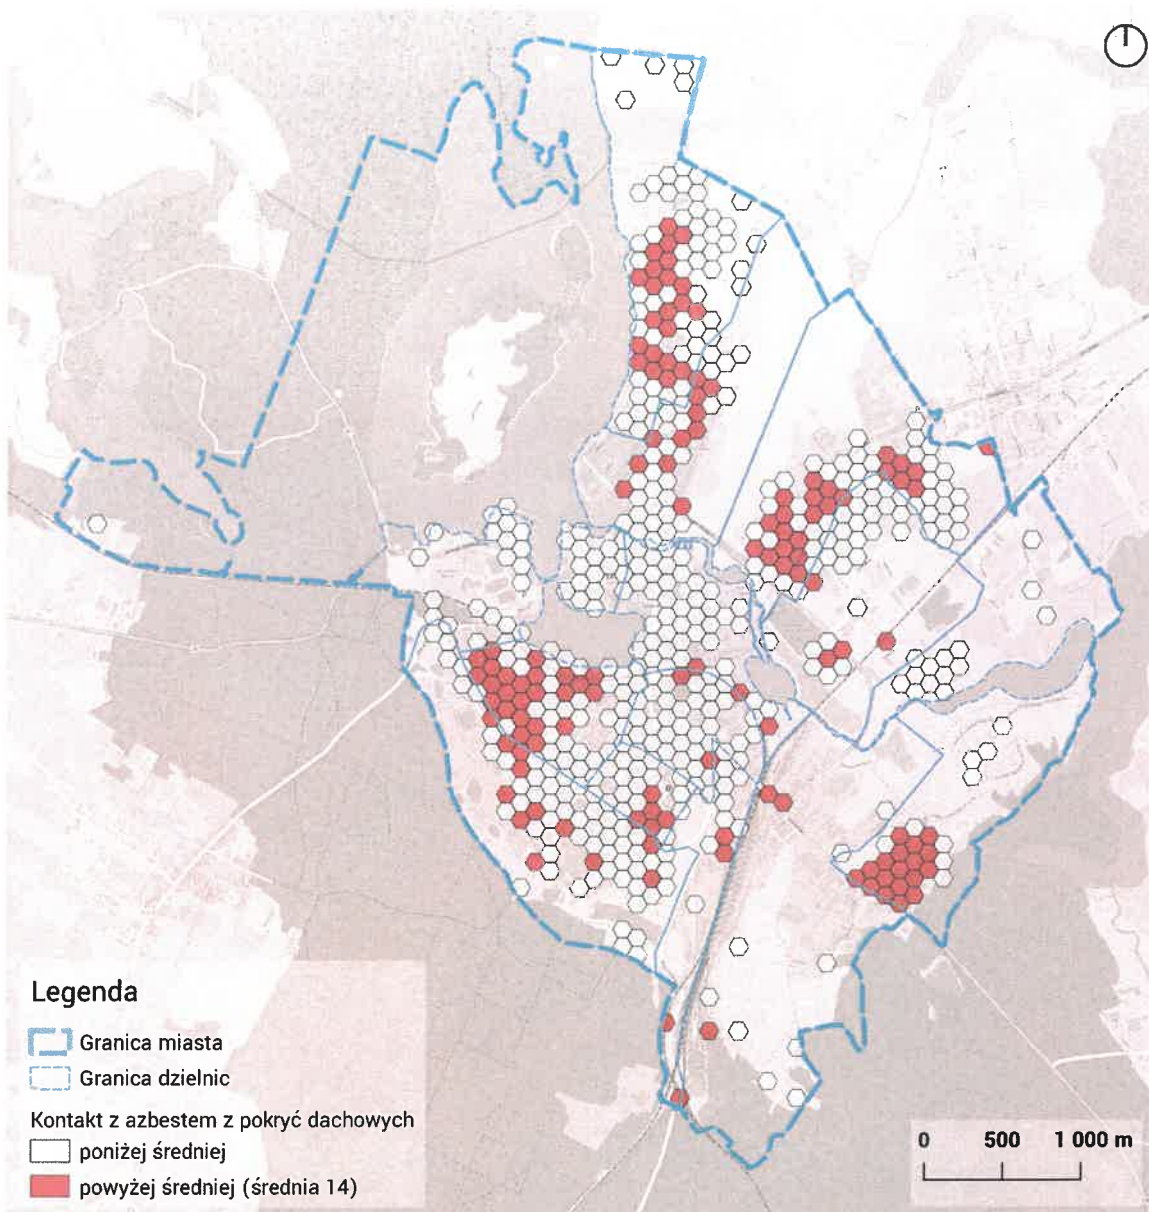 Legenda
Granica miasta
Granica dzielnic
Kontakt z azbestem z pokryć dachowych
poniżej średniej
powyżej średniej (średnia 14)
0 500 1 000 m